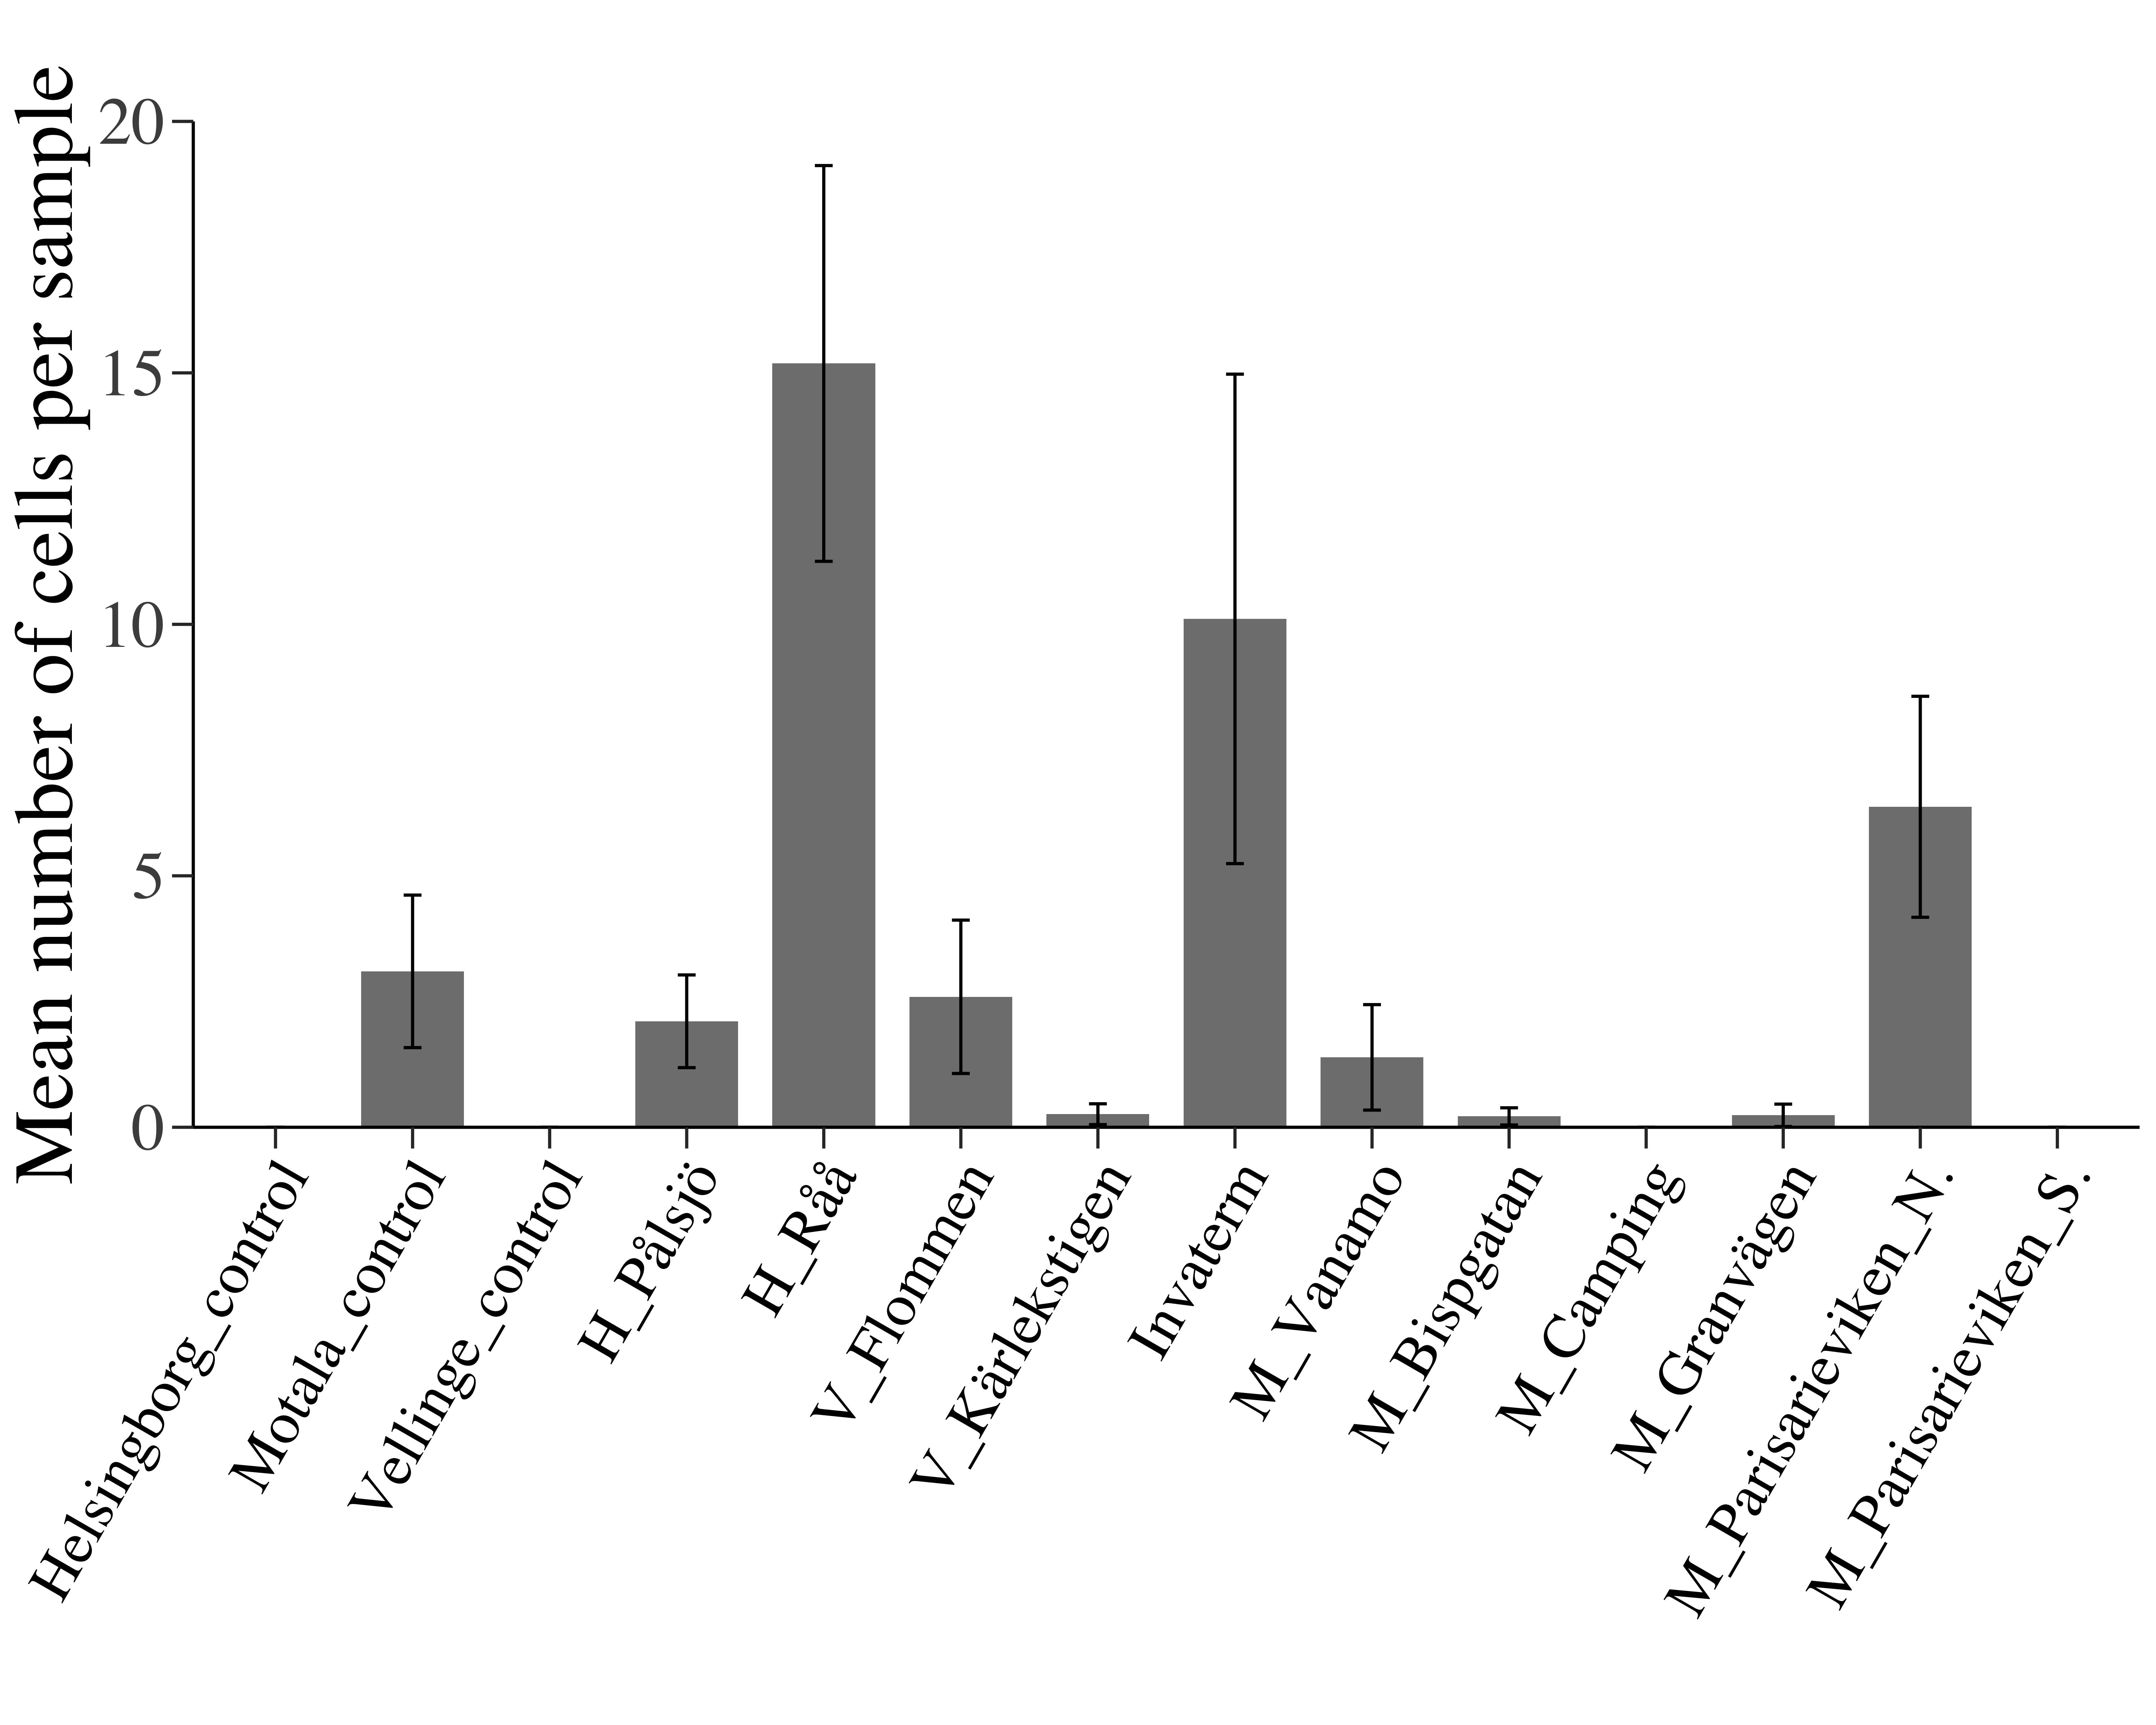 Mean number of cells per sample
20
15
10
5
0
Helsingborg_control
Motala_control
Vellinge_control
H_Pålsjö
H_Råå
V_Flommen
V_Kärlekstigen
Invaterm
M_Vanamo
M_Bispgatan
M_Camping
M_Granvägen
M_Parisarieviken_N.
M_Parisarieviken_S.